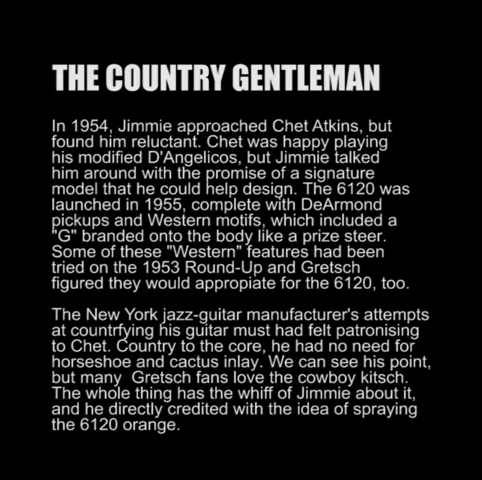 THE COUNTRY GENTLEMAN
In 1954, Jimmie approached Chet Atkins, but
found him reluctant. Chet was happy playing
his modified D'Angelicos, but Jimmie talked
him around with the promise of a signature
model that he could help design. The 6120 was
launched in 1955, complete with DeArmond
pickups and Western motifs, which included a
"G" branded onto the body like a prize steer.
Some of these "Western" features had been
tried on the 1953 Round-Up and Gretsch
figured they would appropiate for the 6120, too.
The New York jazz-guitar manufacturer's attempts
at countrfying his guitar must had felt patronising
to Chet. Country to the core, he had no need for
horseshoe and cactus inlay. We can see his point,
but many Gretsch fans love the cowboy kitsch.
The whole thing has the whiff of Jimmie about it,
and he directly credited with the idea of spraying
the 6120 orange.